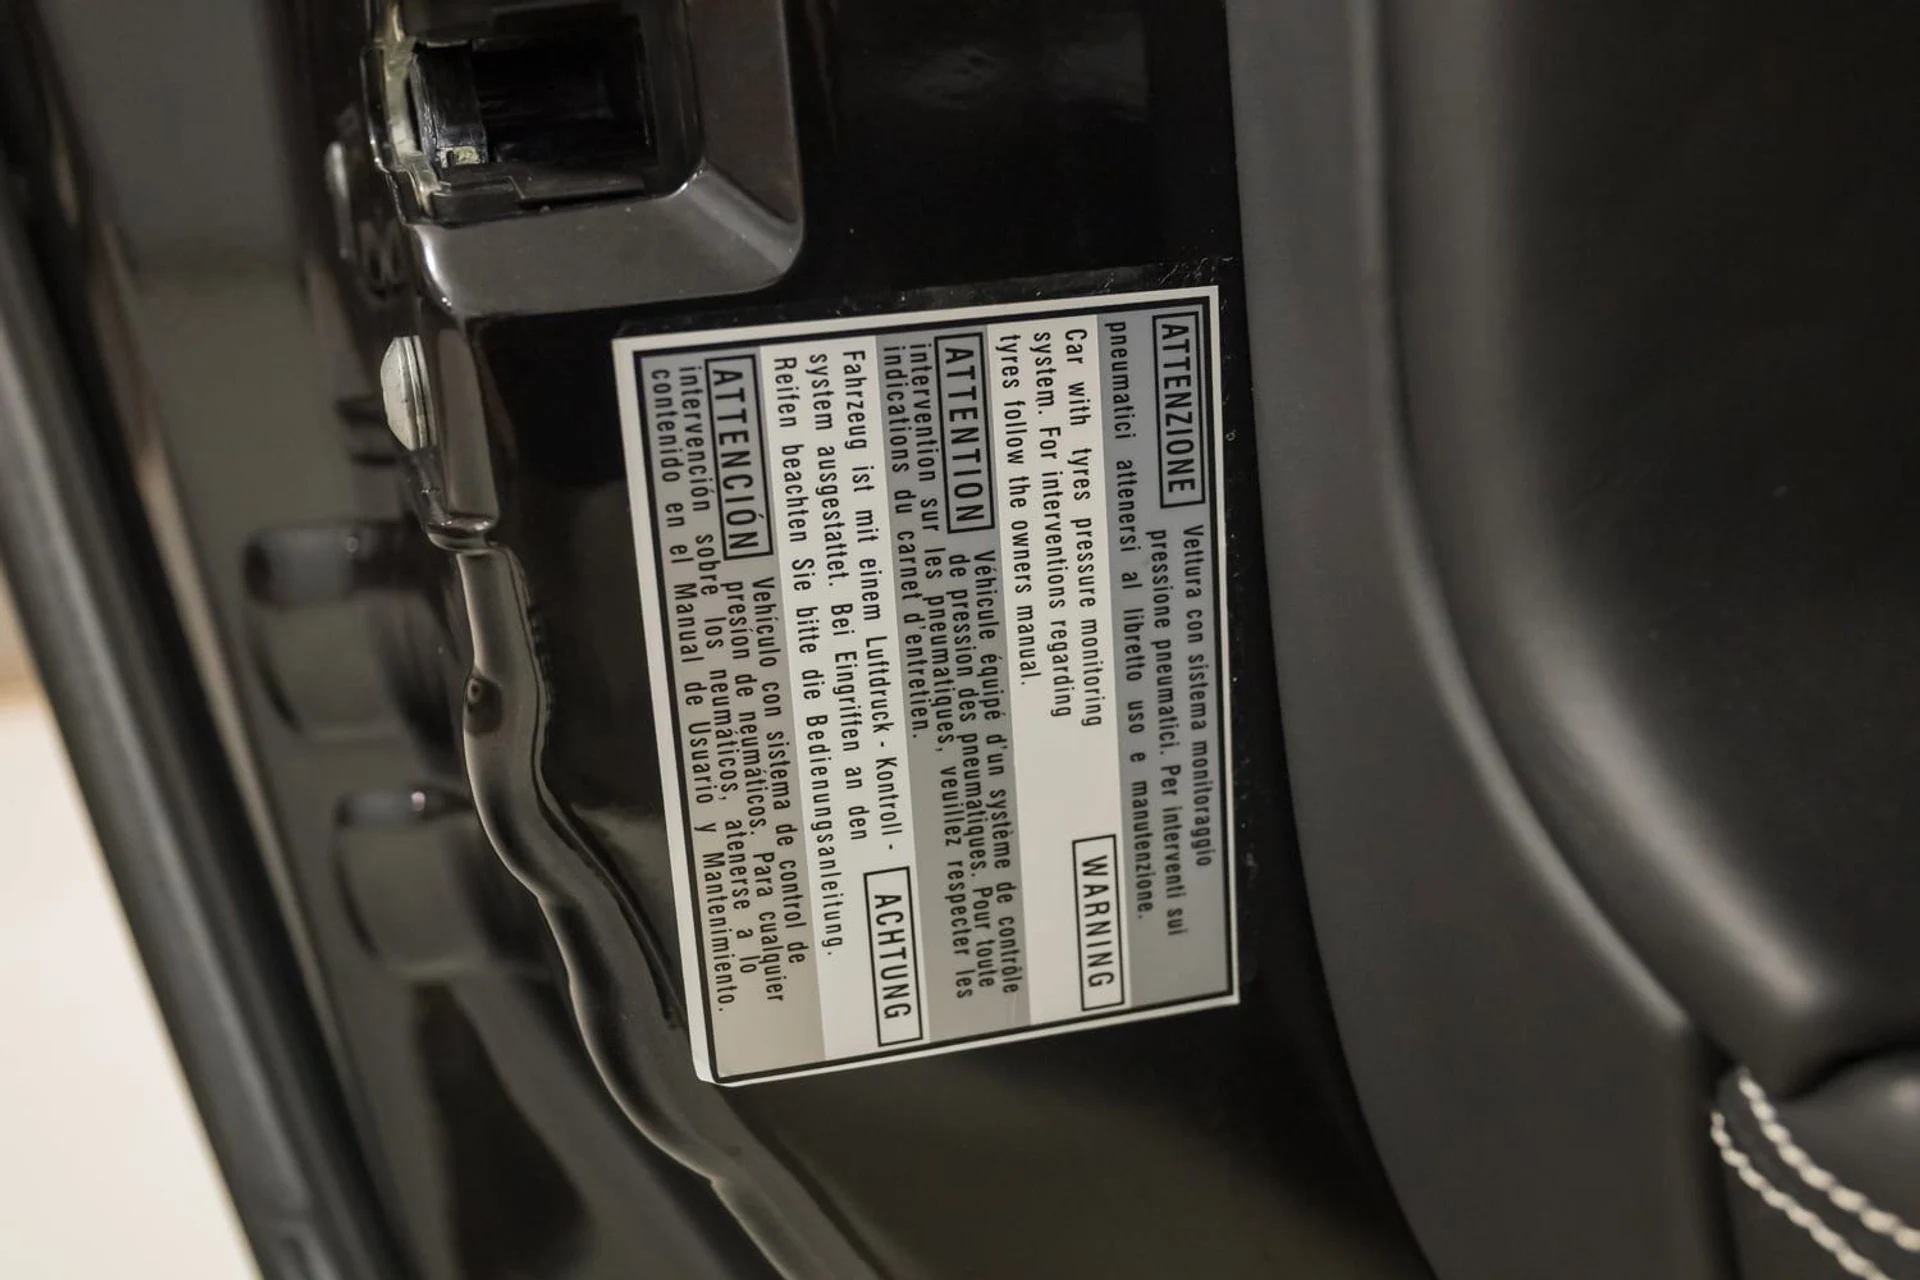 ATTENZIONE Vettura con sistema monitoraggio
pressione pneumatici. Per interventi sui
pneumatici attenersi al libretto uso e manutenzione.
Car with tyres pressure monitoring WARNING
system. For interventions regarding
tyres follow the owners manual.
ATTENTION Véhicule équipé d'un système de contrôle
de pression des pneumatiques. Pour toute
intervention sur les pneumatiques, veuillez respecter les
indications du carnet d'entretien.
Fahrzeug ist mit einem Luftdruck - Kontroll - ACHTUNG
system ausgestattet. Bei Eingriffen an den
Reifen beachten Sie bitte die Bedienungsanleitung.
ATTENCIÓN Vehículo con sistema de control de
presión de neumáticos. Para cualquier
intervención sobre los neumáticos, atenerse a lo
contenido en el Manual de Usuario y Mantenimiento.